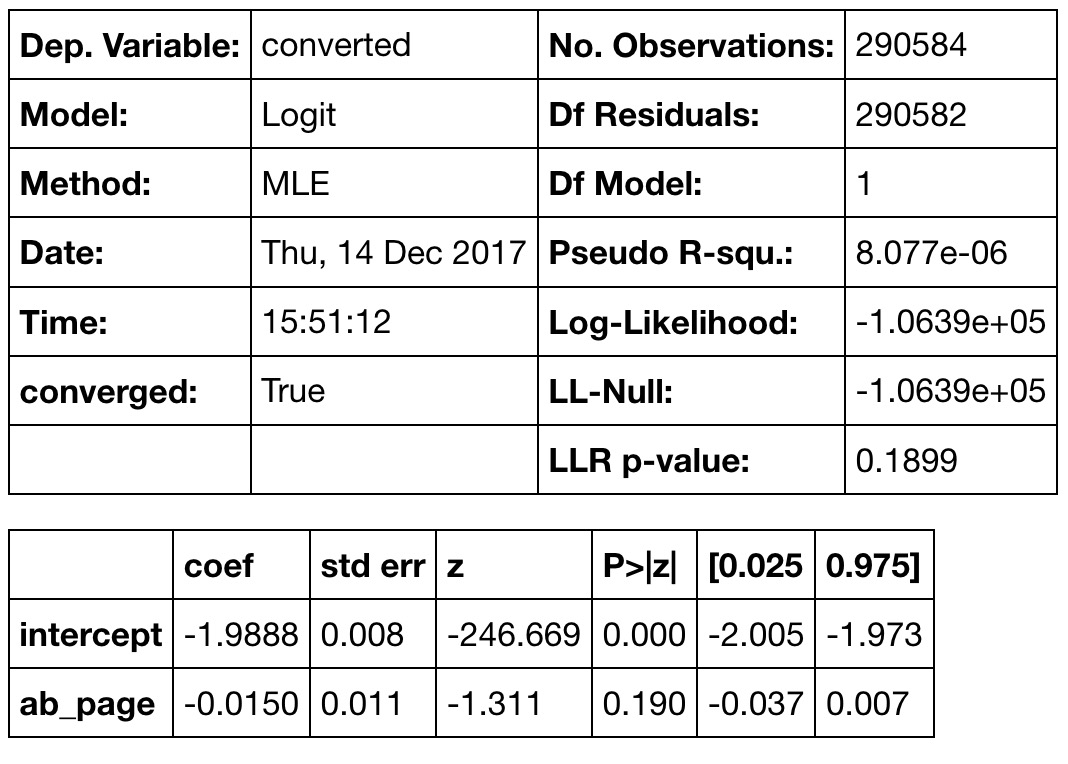 Dep. Variable: converted No. Observations: 290584
Model: Logit Df Residuals: 290582
Method: MLE Df Model: 1
Date: Thu, 14 Dec 2017 Pseudo R-squ.: 8.077e-06
Time: 15:51:12 Log-Likelihood: -1.0639e+05
converged: True LL-Null: -1.0639e+05
LLR p-value: 0.1899
coef std err z P>|z| [0.025 0.975]
intercept -1.9888 0.008 -246.669 0.000 -2.005 -1.973
ab_page -0.0150 0.011 -1.311 0.190 -0.037 0.007